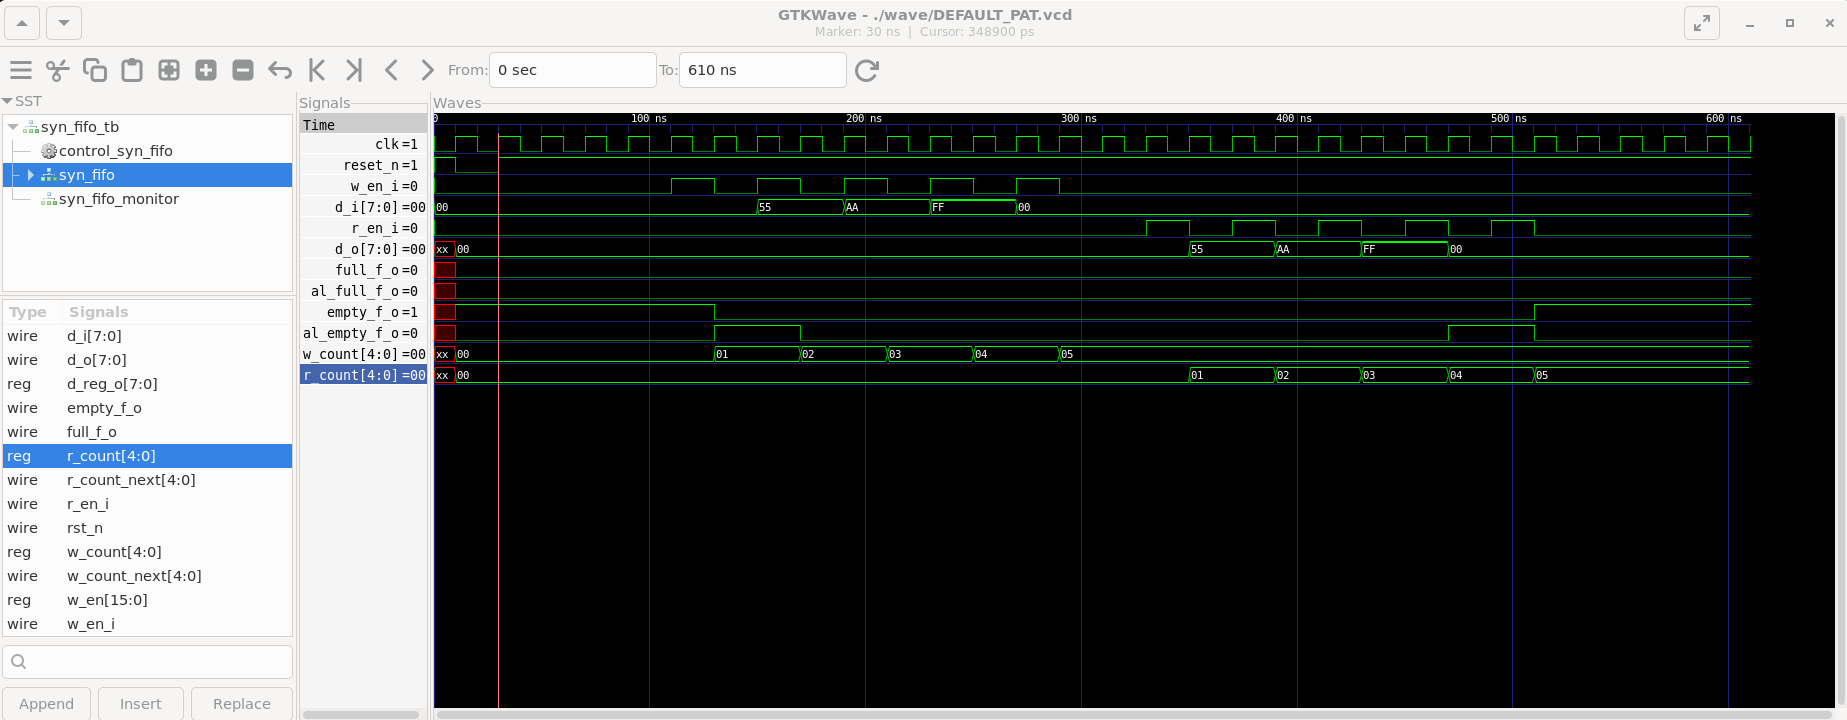 GTKWave - ./wave/DEFAULT_PAT.vcd
Marker: 30 ns | Cursor: 348900 ps
From: 0 sec To: 610 ns
SST
syn_fifo_tb
control_syn_fifo
syn_fifo
syn_fifo_monitor
Type Signals
wire d_i[7:0]
wire d_o[7:0]
reg d_reg_o[7:0]
wire empty_f_o
wire full_f_o
reg r_count[4:0]
wire r_count_next[4:0]
wire r_en_i
wire rst_n
reg w_count[4:0]
wire w_count_next[4:0]
reg w_en[15:0]
wire w_en_i
Append Insert Replace
Signals
Time
clk=1
reset_n=1
w_en_i=0
d_i[7:0]=00
r_en_i=0
d_o[7:0]=00
full_f_o=0
al_full_f_o=0
empty_f_o=1
al_empty_f_o=0
w_count[4:0]=00
r_count[4:0]=00
Waves
0 100 ns 200 ns 300 ns 400 ns 500 ns 600 ns
00 55 AA FF 00
xx 00 55 AA FF 00
xx 00 01 02 03 04 05
xx 00 01 02 03 04 05